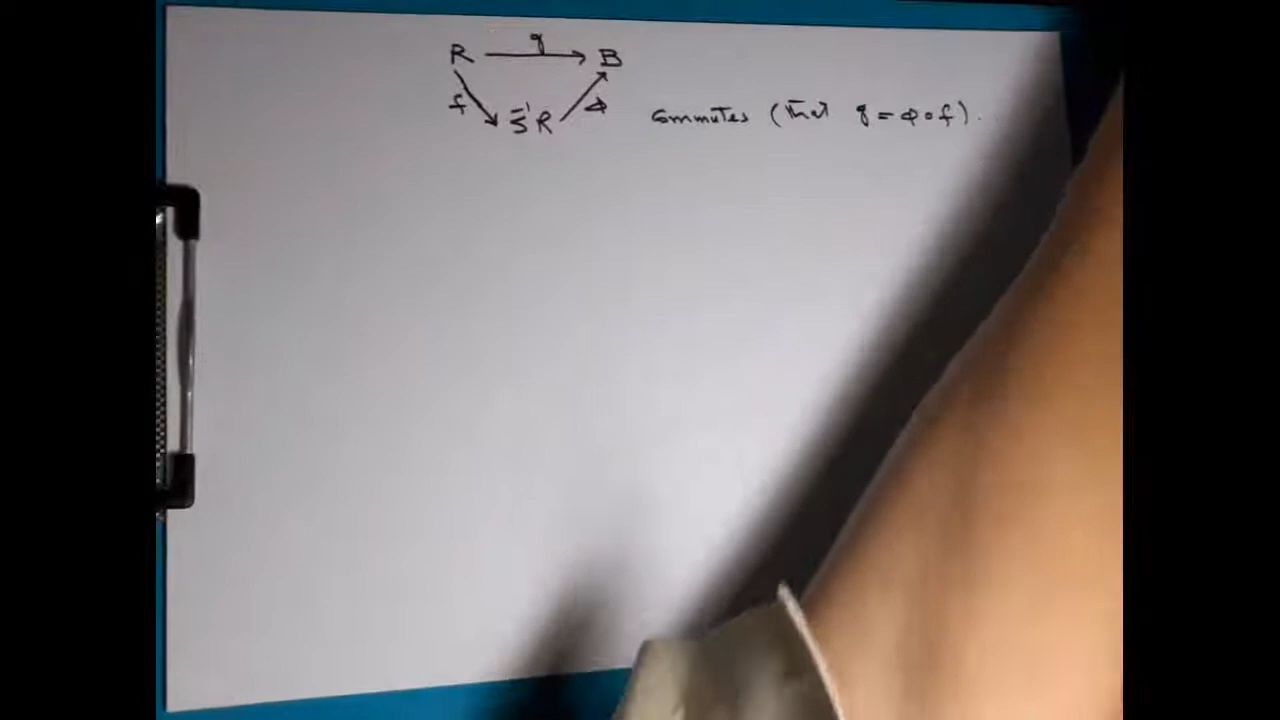 R g B
f S⁻¹R φ commutes (that g = φ∘f).